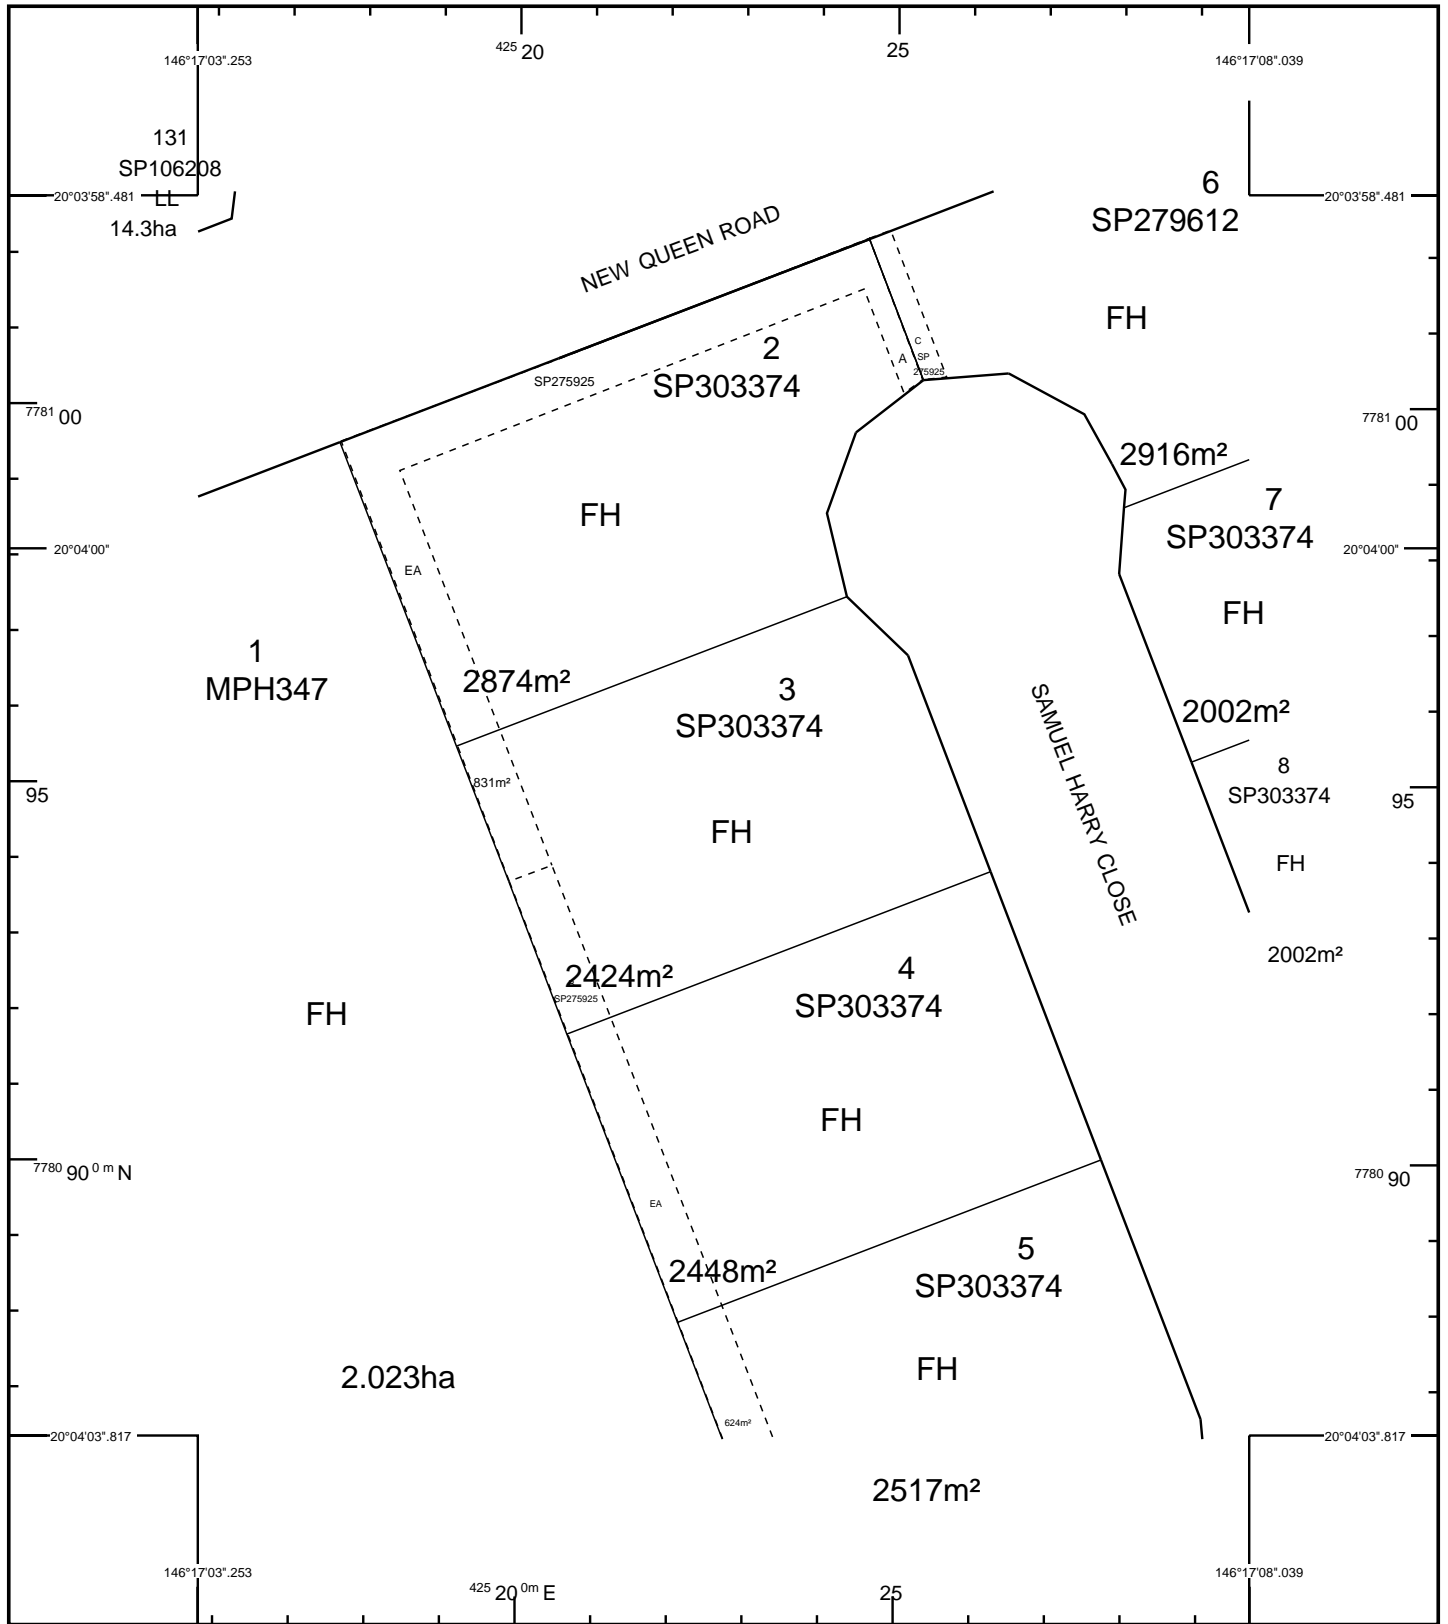 425 20
25
146°17'03".253
146°17'08".039
131
SP106208
LL
14.3ha
20°03'58".481
20°03'58".481
6
SP279612
FH
2916m²
NEW QUEEN ROAD
SP275925
2
SP303374
FH
2874m²
A
C
SP
275925
7781 00
7781 00
7
SP303374
FH
2002m²
20°04'00"
20°04'00"
EA
1
MPH347
FH
2.023ha
3
SP303374
FH
2424m²
831m²
SAMUEL HARRY CLOSE
8
SP303374
FH
2002m²
95
95
SP275925
4
SP303374
FH
2448m²
7780 90 0 m N
7780 90
EA
5
SP303374
FH
2517m²
624m²
20°04'03".817
20°04'03".817
146°17'03".253
146°17'08".039
425 20 0m E
25